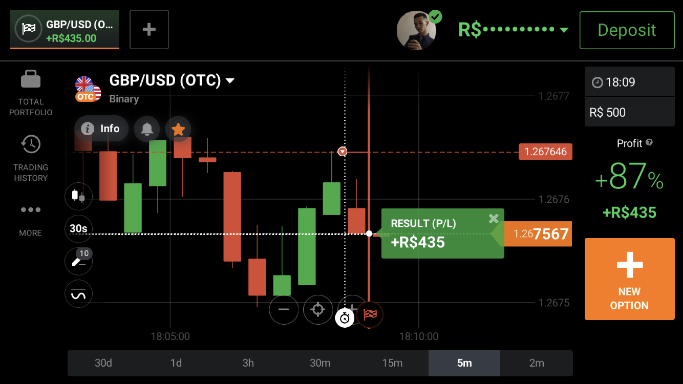 GBP/USD (O...
+R$435.00
R$••••••••••
Deposit
TOTAL
PORTFOLIO
TRADING
HISTORY
MORE
GBP/USD (OTC)
OTC
Binary
Info
30s
10
1.2677
1.267646
1.2676
RESULT (P/L)
+R$435
1.267567
1.2675
18:05:00
18:10:00
30d
1d
3h
30m
15m
5m
2m
18:09
R$ 500
Profit
+87%
+R$435
NEW
OPTION